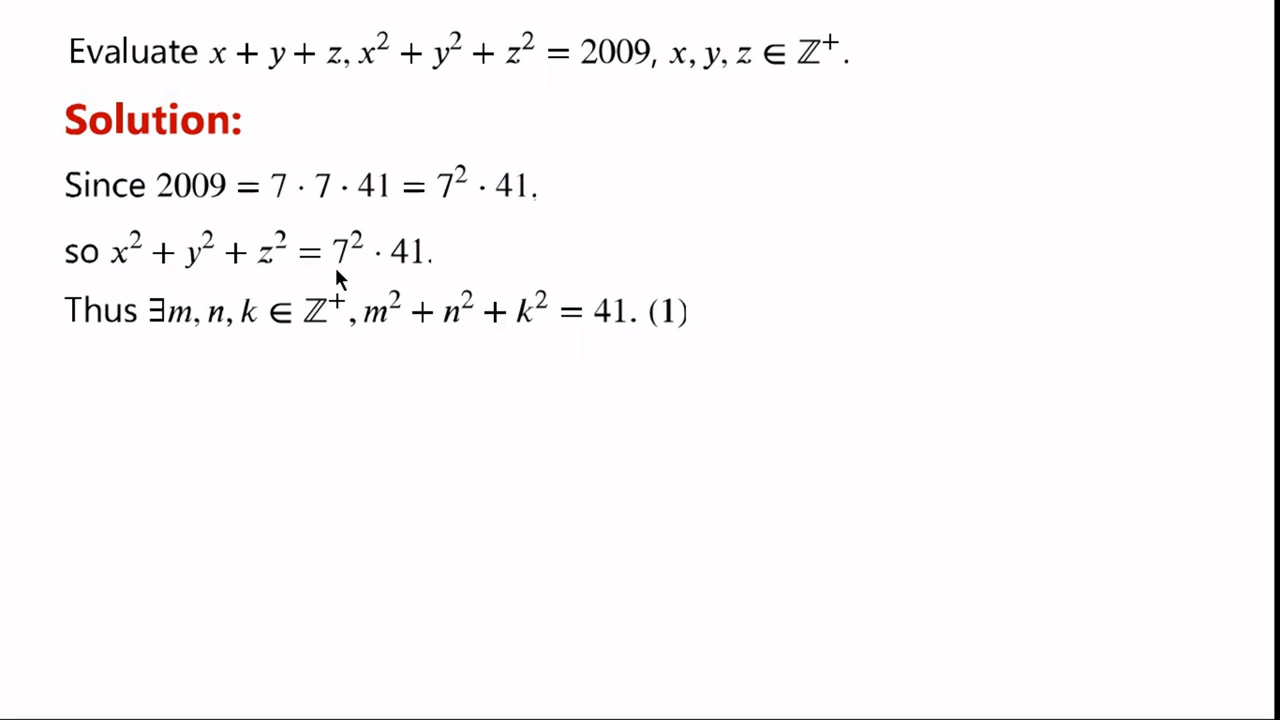 Evaluate x + y + z, x² + y² + z² = 2009, x, y, z ∈ ℤ⁺.
Solution:
Since 2009 = 7 · 7 · 41 = 7² · 41.
so x² + y² + z² = 7² · 41.
Thus ∃m, n, k ∈ ℤ⁺, m² + n² + k² = 41. (1)